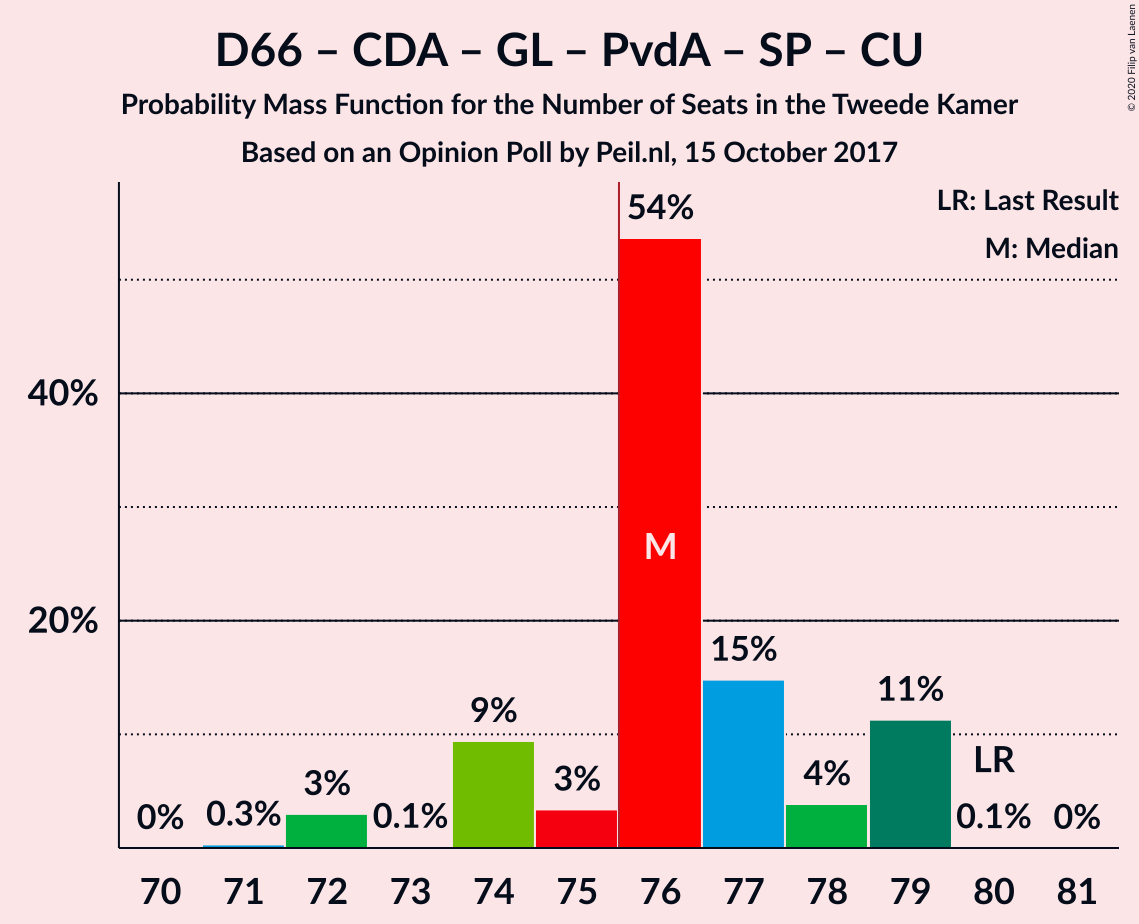 D66 – CDA – GL – PvdA – SP – CU
Probability Mass Function for the Number of Seats in the Tweede Kamer
Based on an Opinion Poll by Peil.nl, 15 October 2017
© 2020 Filip van Laenen
LR: Last Result
M: Median
40%
20%
0%
0.3%
3%
0.1%
9%
3%
54%
M
15%
4%
11%
LR
0.1%
0%
70 71 72 73 74 75 76 77 78 79 80 81